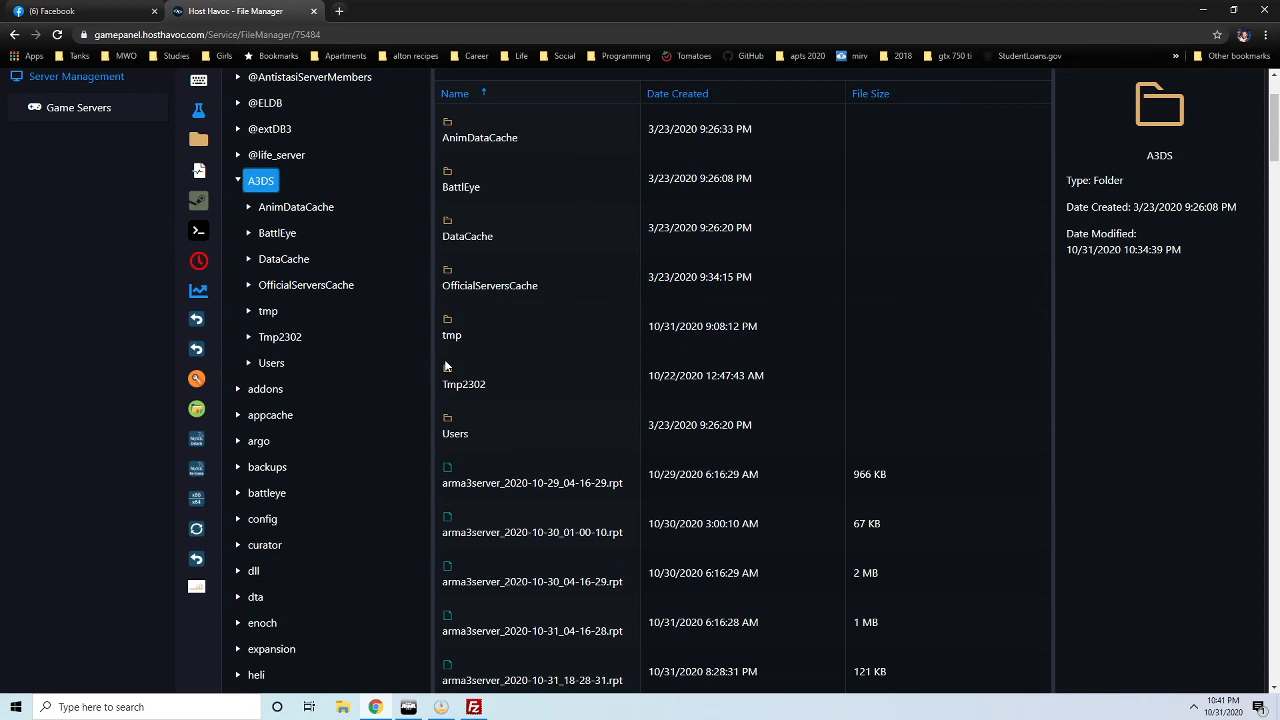 (6) Facebook
Host Havoc - File Manager
gamepanel.hosthavoc.com/Service/FileManager/75484
Apps
Tanks
MWO
Studies
Girls
Bookmarks
Apartments
alton recipes
Career
Life
Social
Programming
Tomatoes
GitHub
apts 2020
mirv
2018
gtx 750 ti
StudentLoans.gov
»
Other bookmarks
Server Management
Game Servers
@AntistasiServerMembers
@ELDB
@extDB3
@life_server
A3DS
AnimDataCache
BattlEye
DataCache
OfficialServersCache
tmp
Tmp2302
Users
addons
appcache
argo
backups
battleye
config
curator
dll
dta
enoch
expansion
heli
Name
Date Created
File Size
AnimDataCache 3/23/2020 9:26:33 PM
BattlEye 3/23/2020 9:26:08 PM
DataCache 3/23/2020 9:26:20 PM
OfficialServersCache 3/23/2020 9:34:15 PM
tmp 10/31/2020 9:08:12 PM
Tmp2302 10/22/2020 12:47:43 AM
Users 3/23/2020 9:26:20 PM
arma3server_2020-10-29_04-16-29.rpt 10/29/2020 6:16:29 AM 966 KB
arma3server_2020-10-30_01-00-10.rpt 10/30/2020 3:00:10 AM 67 KB
arma3server_2020-10-30_04-16-29.rpt 10/30/2020 6:16:29 AM 2 MB
arma3server_2020-10-31_04-16-28.rpt 10/31/2020 6:16:28 AM 1 MB
arma3server_2020-10-31_18-28-31.rpt 10/31/2020 8:28:31 PM 121 KB
A3DS
Type: Folder
Date Created: 3/23/2020 9:26:08 PM
Date Modified:
10/31/2020 10:34:39 PM
Type here to search
10:41 PM
10/31/2020